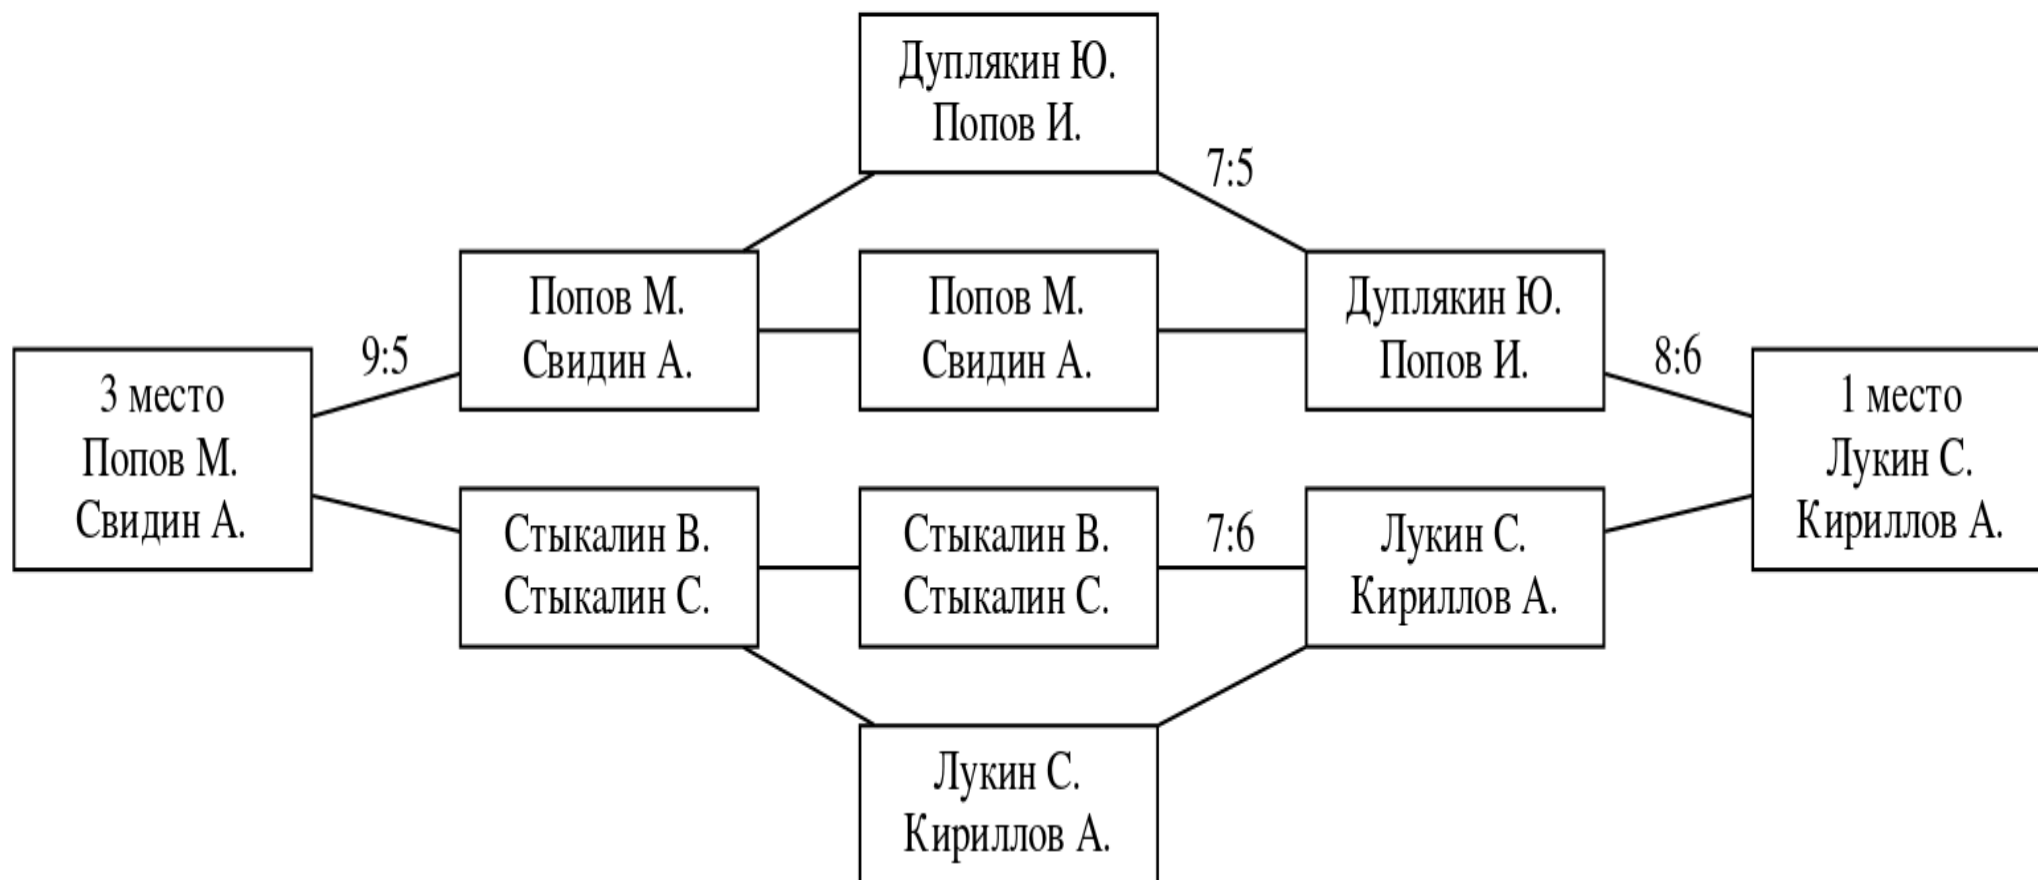 Дуплякин Ю.
Попов И.
7:5
Попов М.
Свидин А.
Попов М.
Свидин А.
Дуплякин Ю.
Попов И.
9:5
8:6
3 место
Попов М.
Свидин А.
1 место
Лукин С.
Кириллов А.
Стыкалин В.
Стыкалин С.
Стыкалин В.
Стыкалин С.
7:6
Лукин С.
Кириллов А.
Лукин С.
Кириллов А.